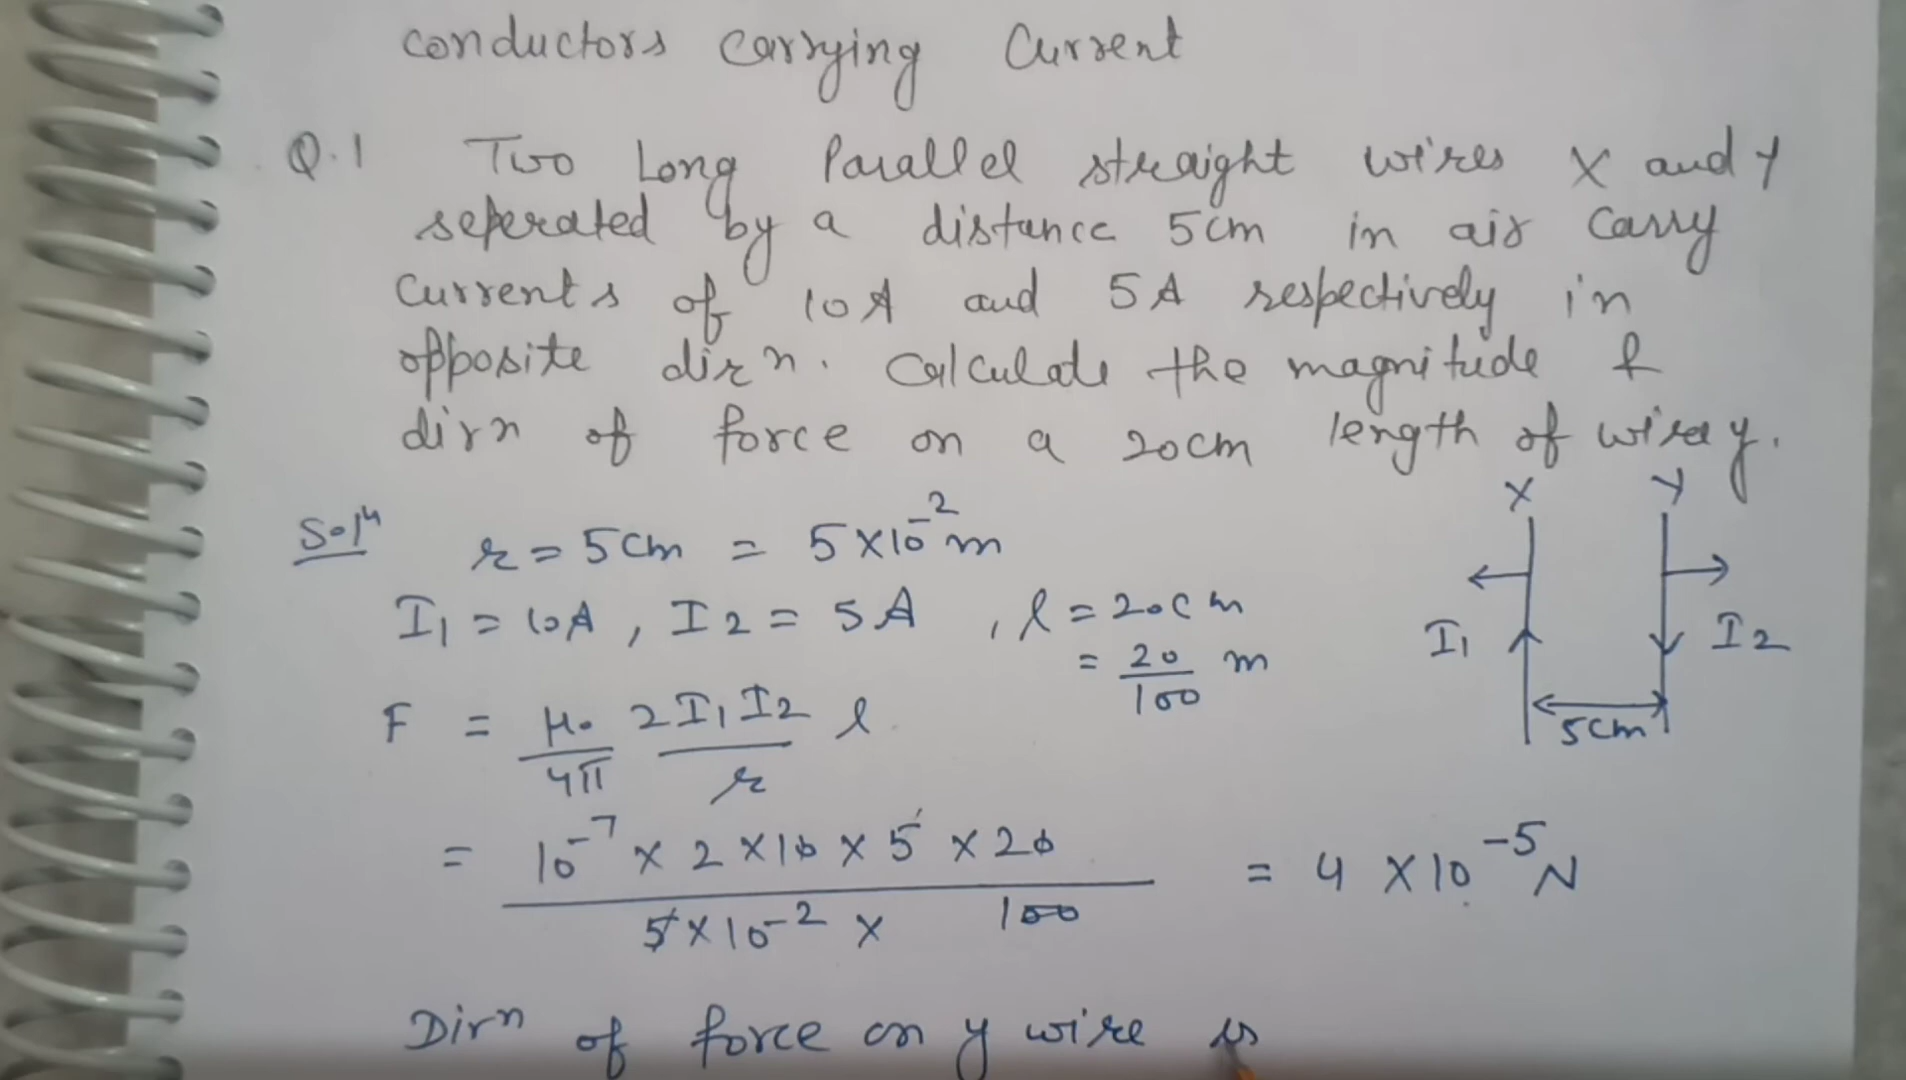 conductors carrying Current
Q.1 Two Long Parallel straight wires X and Y
seperated by a distance 5cm in air carry
Currents of 10A and 5A respectively in
opposite dirn. Calculate the magnitude &
dirn of force on a 20cm length of wire y.
X Y
Solⁿ r = 5cm = 5×10⁻² m
I₁ = 10A, I₂ = 5A, l = 20cm
= 20/100 m
I₁ I₂
5cm
F = μ₀/4π 2I₁I₂/r l
= 10⁻⁷ × 2 × 10 × 5 × 20 / 5×10⁻² × 100 = 4 × 10⁻⁵ N
Dirⁿ of force on y wire is